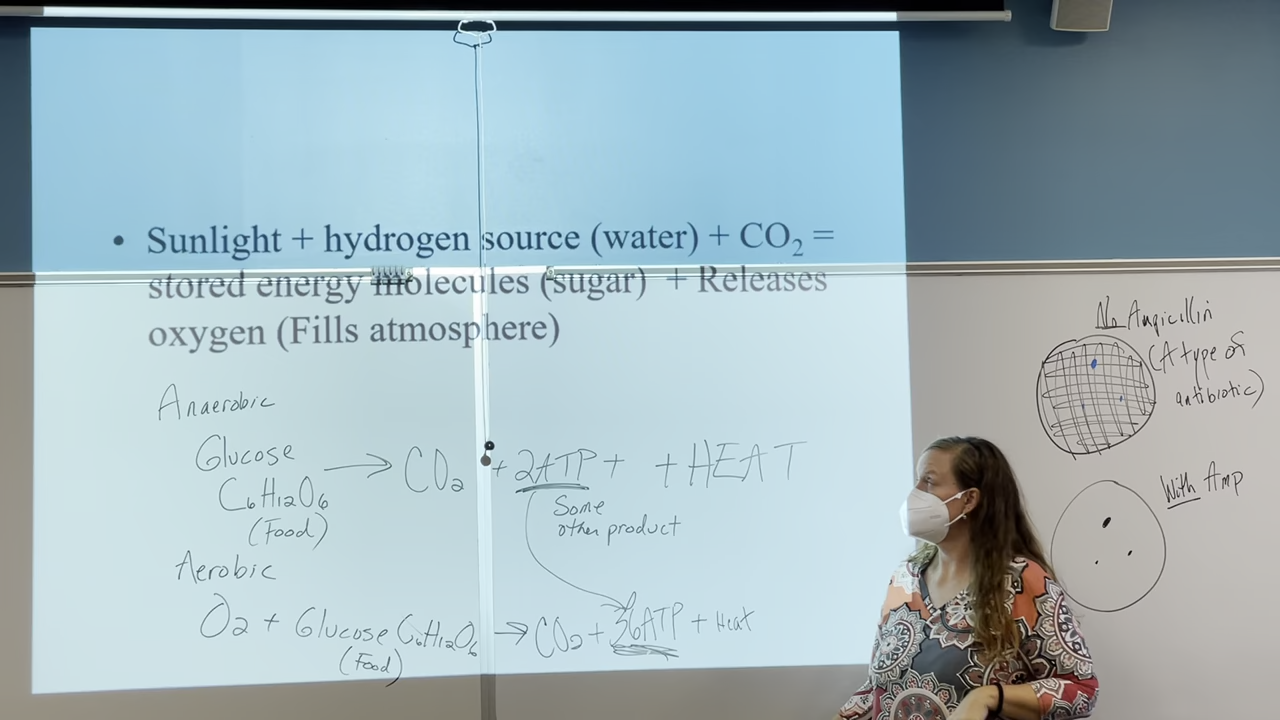 • Sunlight + hydrogen source (water) + CO₂ =
stored energy molecules (sugar) + Releases
oxygen (Fills atmosphere)
Anaerobic
Glucose → CO₂ + 2ATP + + HEAT
C₆H₁₂O₆
(Food)
Some
other product
Aerobic
O₂ + Glucose C₆H₁₂O₆ → CO₂ + 36ATP + Heat
(Food)
No Ampicillin
(A type of
antibiotic)
With Amp